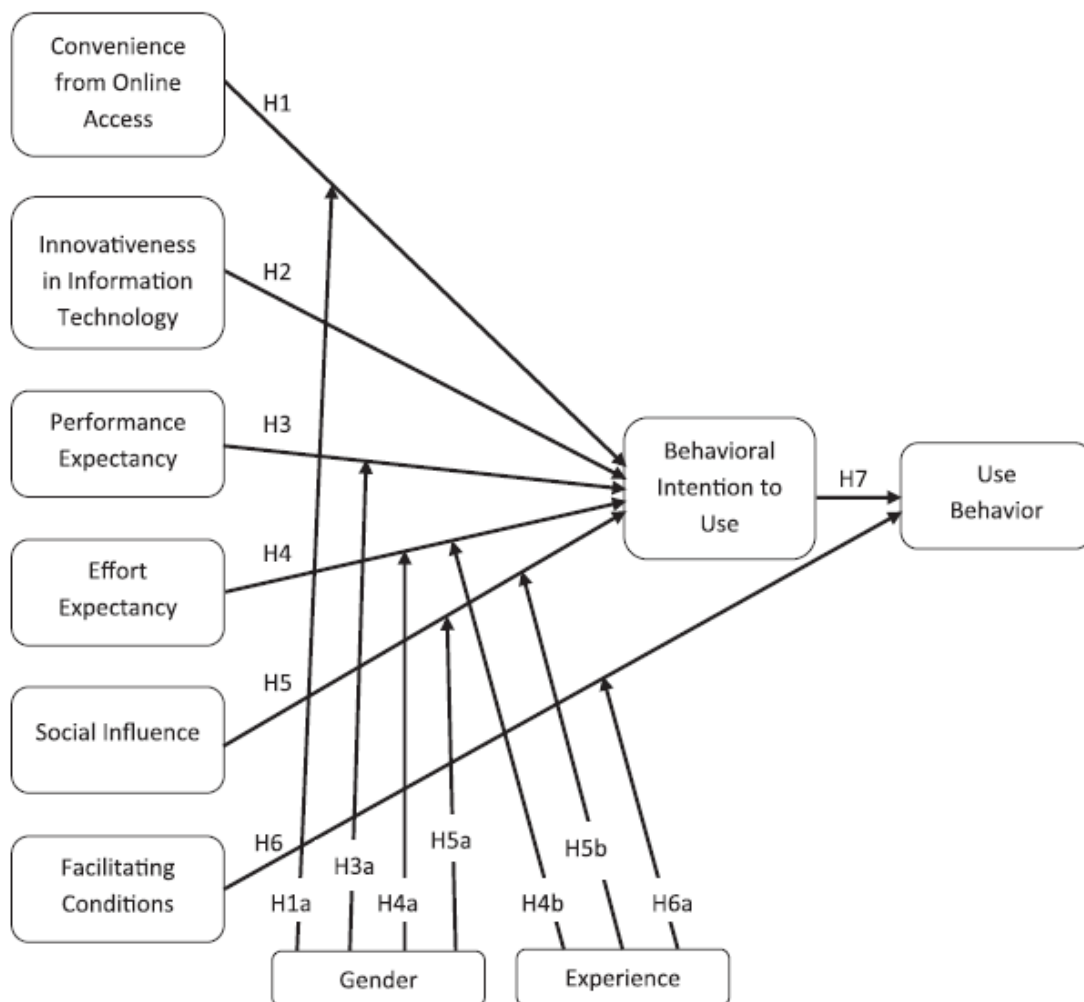 Convenience
from Online
Access
H1
Innovativeness
in Information
Technology
H2
Performance
Expectancy
H3
Behavioral
Intention to
Use
H7
Use
Behavior
Effort
Expectancy
H4
Social Influence
H5
Facilitating
Conditions
H6
H1a
H3a
H4a
H5a
H4b
H5b
H6a
Gender
Experience